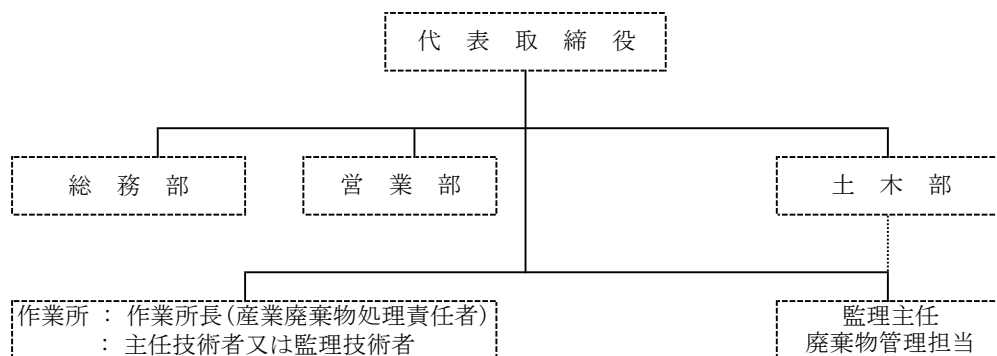 代表取締役
総務部
営業部
土木部
作業所 : 作業所長(産業廃棄物処理責任者)
: 主任技術者又は監理技術者
監理主任
廃棄物管理担当